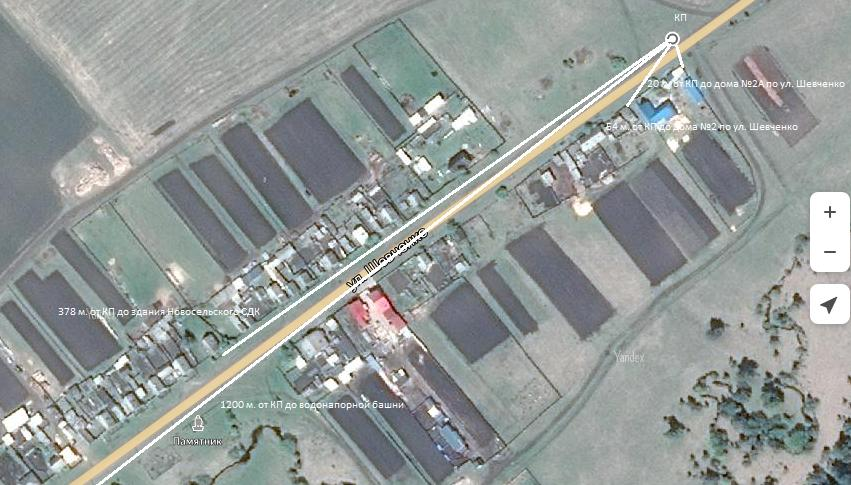 КП
20 м. от КП до дома №2А по ул. Шевченко
54 м. от КП до дома №2 по ул. Шевченко
ул. Шевченко
378 м. от КП до здания Новосельского СДК
Yandex
1200 м. от КП до водонапорной башни
Памятник